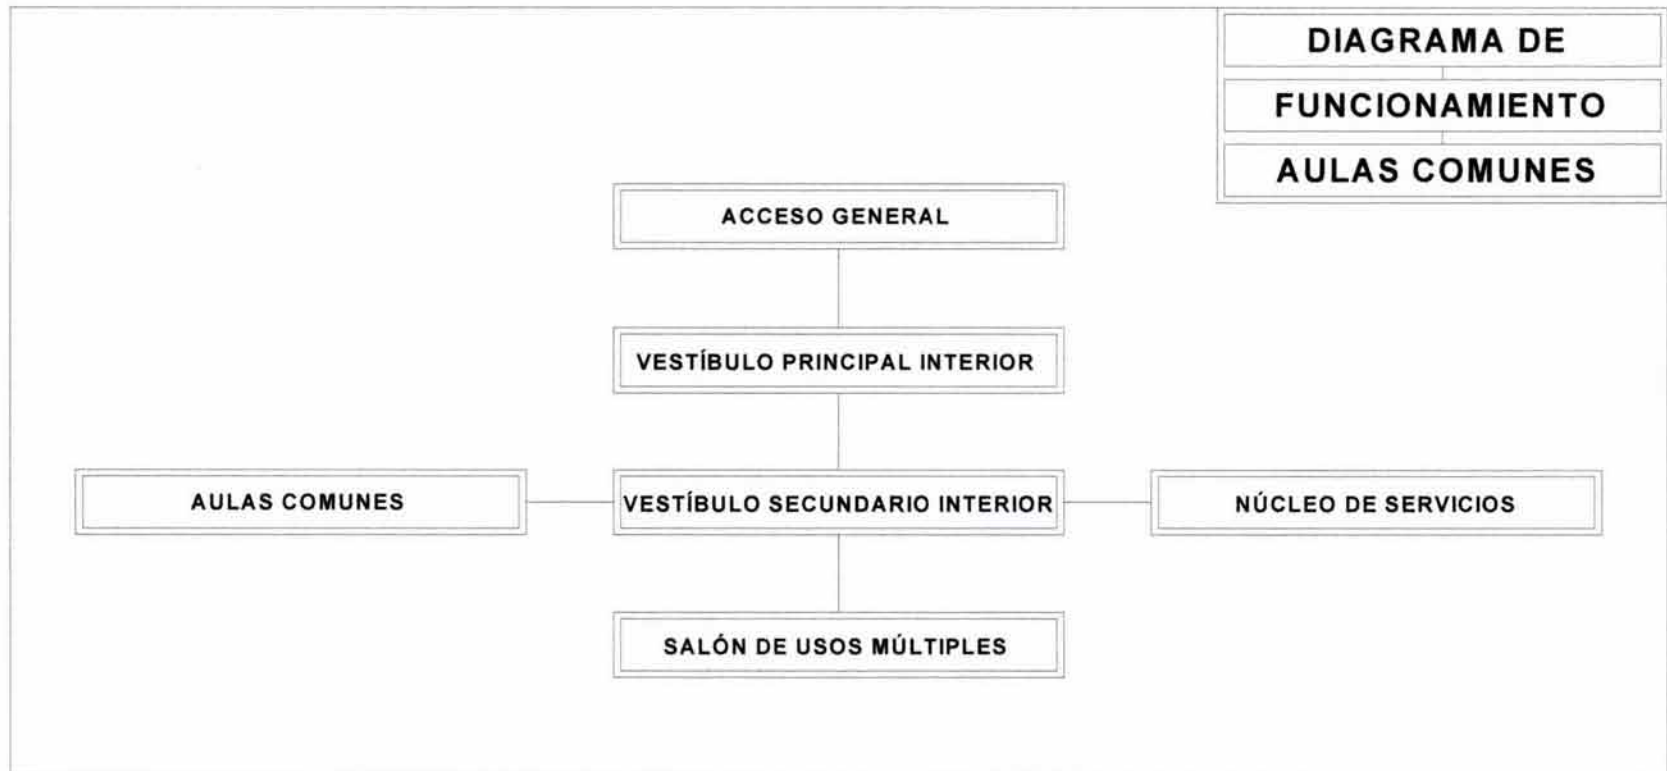 DIAGRAMA DE
FUNCIONAMIENTO
AULAS COMUNES
ACCESO GENERAL
VESTÍBULO PRINCIPAL INTERIOR
AULAS COMUNES
VESTÍBULO SECUNDARIO INTERIOR
NÚCLEO DE SERVICIOS
SALÓN DE USOS MÚLTIPLES